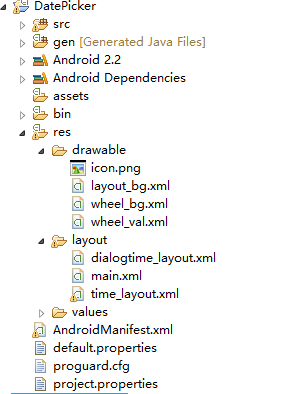 DatePicker
src
gen [Generated Java Files]
Android 2.2
Android Dependencies
assets
bin
res
drawable
icon.png
layout_bg.xml
wheel_bg.xml
wheel_val.xml
layout
dialogtime_layout.xml
main.xml
time_layout.xml
values
AndroidManifest.xml
default.properties
proguard.cfg
project.properties